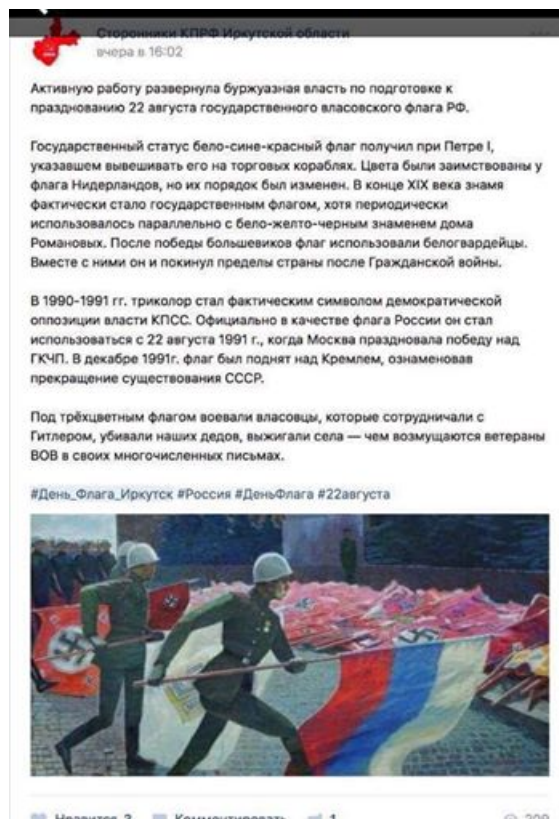 Сторонники КПРФ Иркутской области
вчера в 16:02
Активную работу развернула буржуазная власть по подготовке к
празднованию 22 августа государственного власовского флага РФ.
Государственный статус бело-сине-красный флаг получил при Петре I,
указавшем вывешивать его на торговых кораблях. Цвета были заимствованы у
флага Нидерландов, но их порядок был изменен. В конце XIX века знамя
фактически стало государственным флагом, хотя периодически
использовалось параллельно с бело-желто-черным знаменем дома
Романовых. После победы большевиков флаг использовали белогвардейцы.
Вместе с ними он и покинул пределы страны после Гражданской войны.
В 1990-1991 гг. триколор стал фактическим символом демократической
оппозиции власти КПСС. Официально в качестве флага России он стал
использоваться с 22 августа 1991 г., когда Москва праздновала победу над
ГКЧП. В декабре 1991г. флаг был поднят над Кремлем, ознаменовав
прекращение существования СССР.
Под трёхцветным флагом воевали власовцы, которые сотрудничали с
Гитлером, убивали наших дедов, выжигали села — чем возмущаются ветераны
ВОВ в своих многочисленных письмах.
#День_Флага_Иркутск #Россия #ДеньФлага #22августа
Нравится 3 Комментировать 1 209